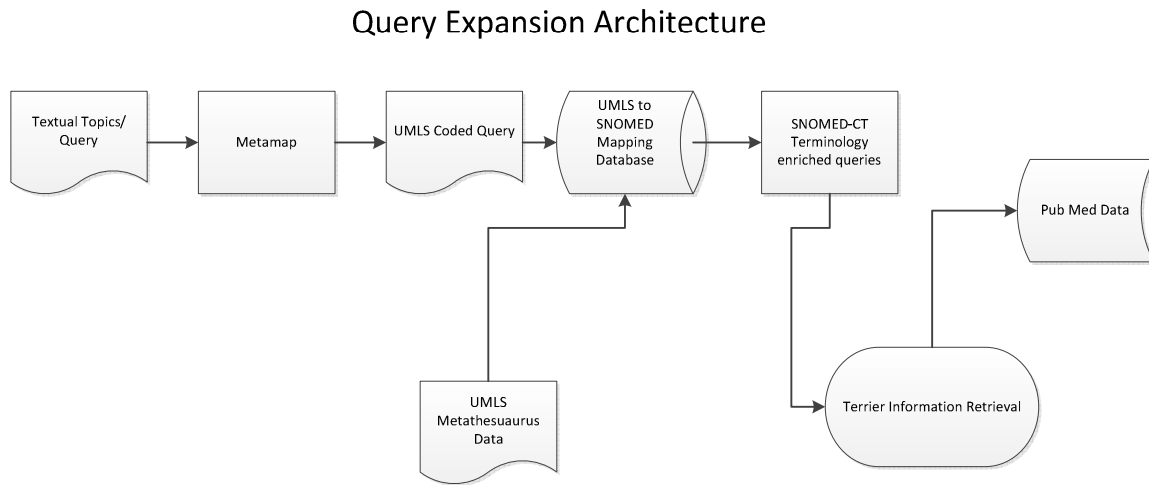 Query Expansion Architecture
Textual Topics/
Query
Metamap
UMLS Coded Query
UMLS to
SNOMED
Mapping
Database
SNOMED-CT
Terminology
enriched queries
Pub Med Data
UMLS
Metathesuaurus
Data
Terrier Information Retrieval